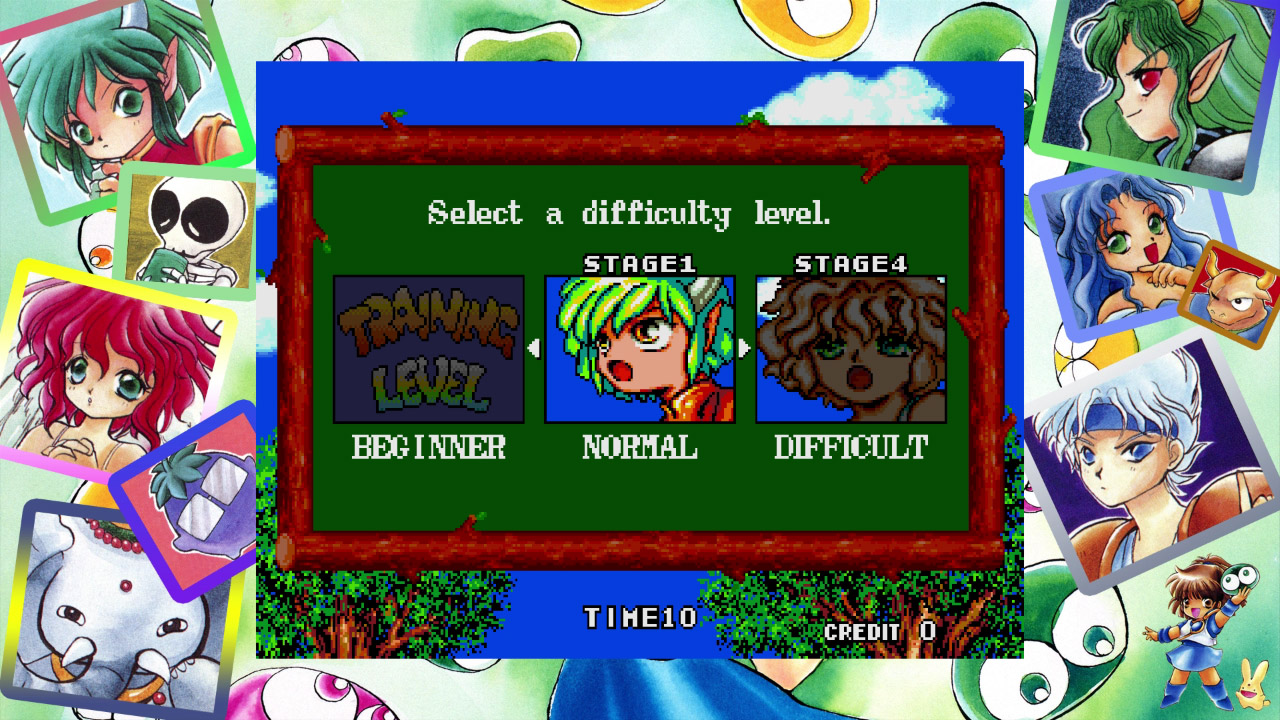 Select a difficulty level.
STAGE1 STAGE4
TRAINING
LEVEL
BEGINNER NORMAL DIFFICULT
TIME10
CREDIT 0